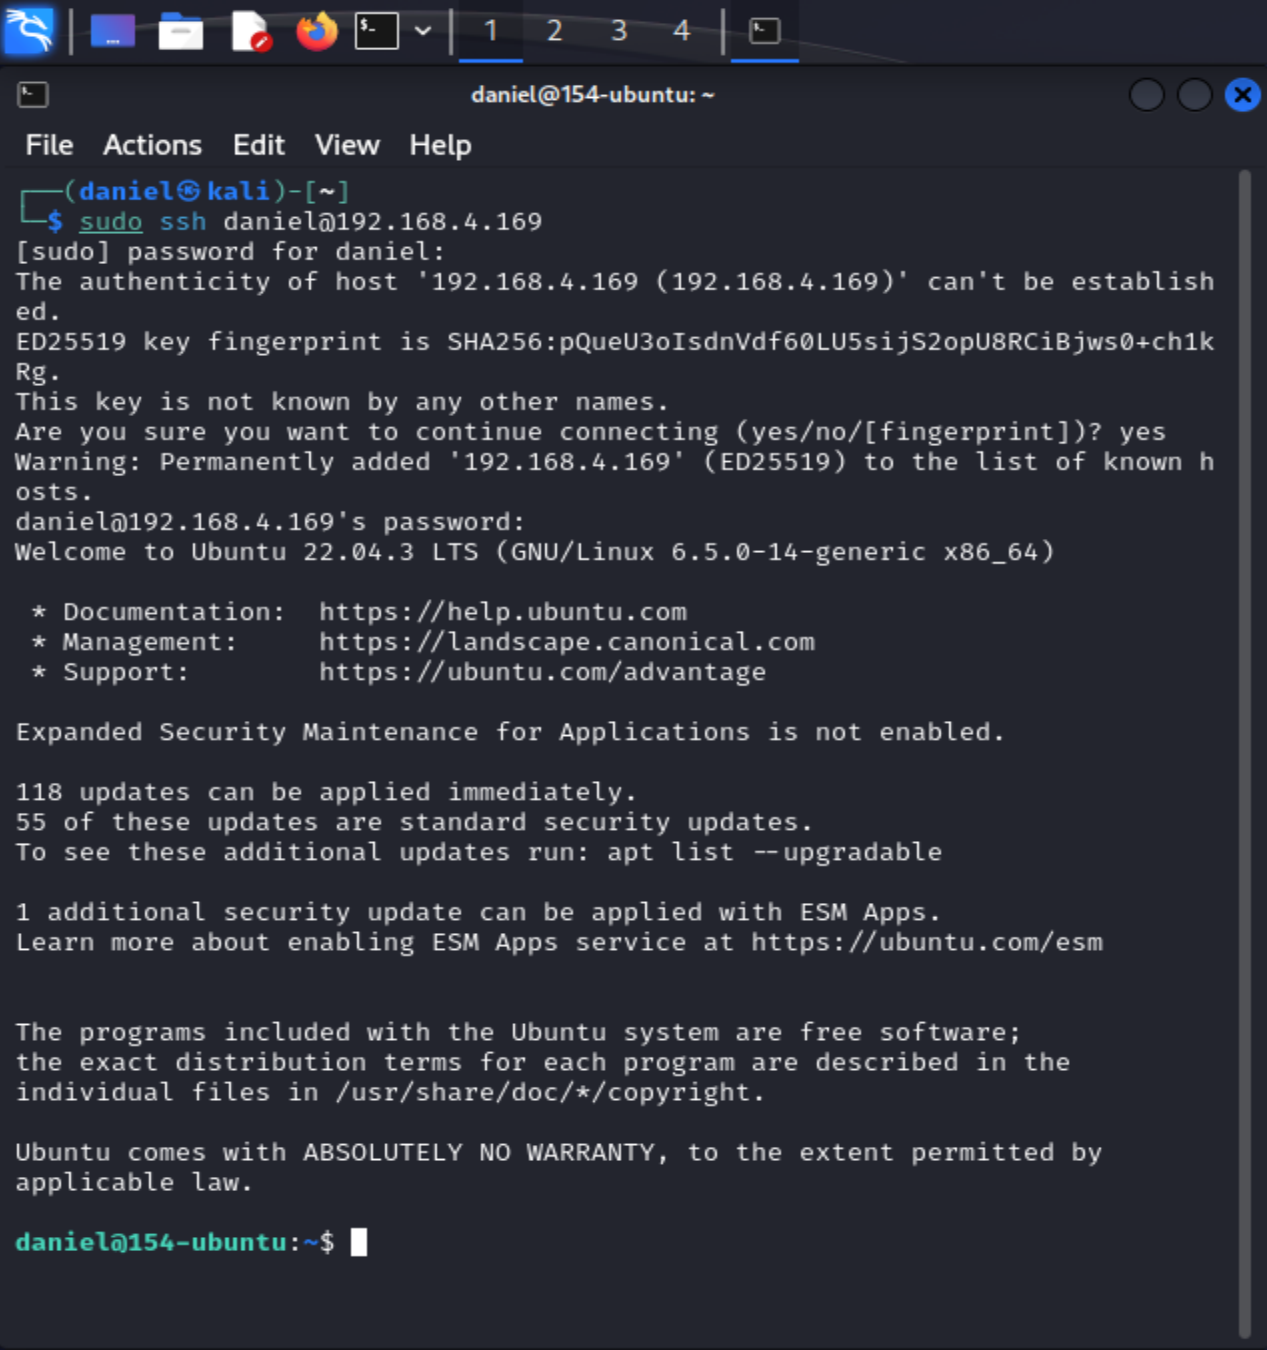 1 2 3 4
daniel@154-ubuntu: ~
File Actions Edit View Help
┌──(daniel㉿kali)-[~]
└─$ sudo ssh daniel@192.168.4.169
[sudo] password for daniel:
The authenticity of host '192.168.4.169 (192.168.4.169)' can't be establish
ed.
ED25519 key fingerprint is SHA256:pQueU3oIsdnVdf60LU5sijS2opU8RCiBjws0+ch1k
Rg.
This key is not known by any other names.
Are you sure you want to continue connecting (yes/no/[fingerprint])? yes
Warning: Permanently added '192.168.4.169' (ED25519) to the list of known h
osts.
daniel@192.168.4.169's password:
Welcome to Ubuntu 22.04.3 LTS (GNU/Linux 6.5.0-14-generic x86_64)
* Documentation:  https://help.ubuntu.com
* Management:     https://landscape.canonical.com
* Support:        https://ubuntu.com/advantage
Expanded Security Maintenance for Applications is not enabled.
118 updates can be applied immediately.
55 of these updates are standard security updates.
To see these additional updates run: apt list --upgradable
1 additional security update can be applied with ESM Apps.
Learn more about enabling ESM Apps service at https://ubuntu.com/esm
The programs included with the Ubuntu system are free software;
the exact distribution terms for each program are described in the
individual files in /usr/share/doc/*/copyright.
Ubuntu comes with ABSOLUTELY NO WARRANTY, to the extent permitted by
applicable law.
daniel@154-ubuntu:~$